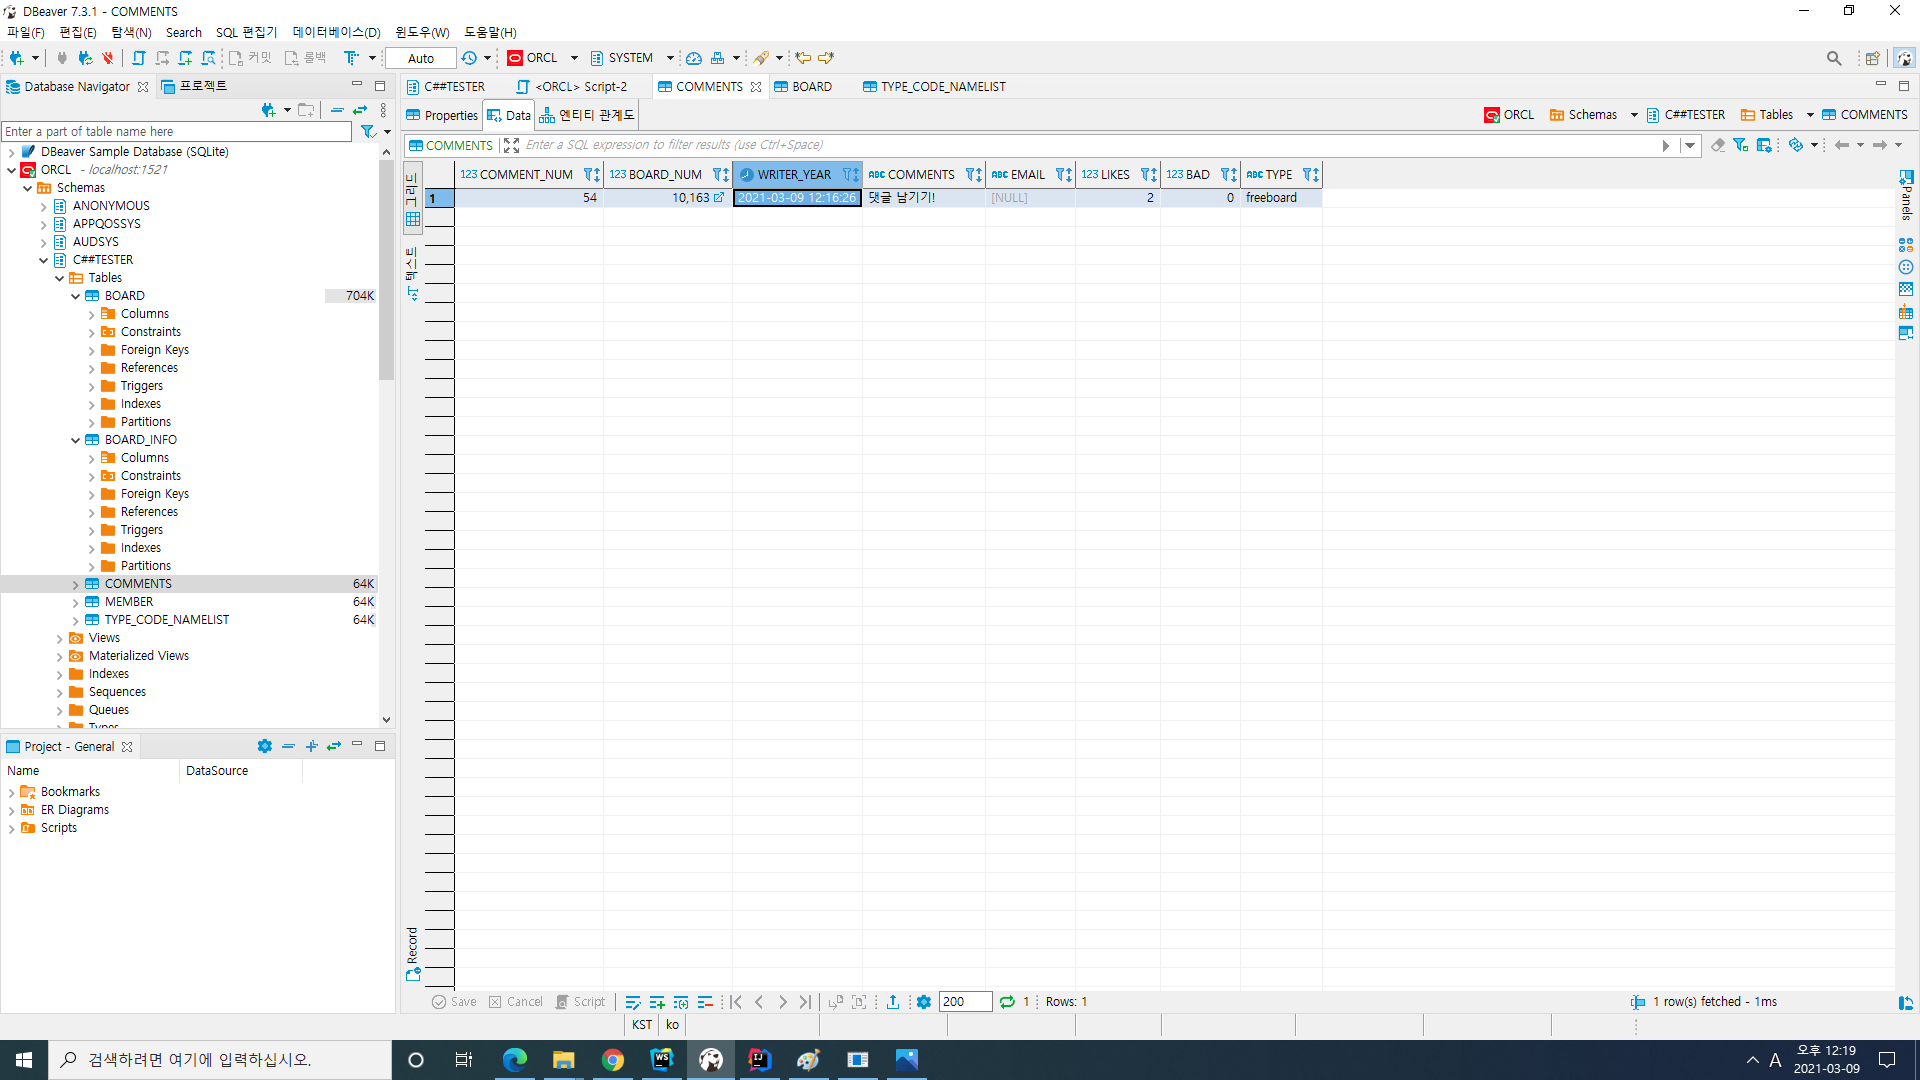 DBeaver 7.3.1 - COMMENTS
파일(F) 편집(E) 탐색(N) Search SQL 편집기 데이터베이스(D) 윈도우(W) 도움말(H)
커밋 롤백 Auto ORCL SYSTEM
Database Navigator 프로젝트
C##TESTER <ORCL> Script-2 COMMENTS BOARD TYPE_CODE_NAMELIST
Properties Data 엔티티 관계도 ORCL Schemas C##TESTER Tables COMMENTS
Enter a part of table name here
COMMENTS Enter a SQL expression to filter results (use Ctrl+Space)
DBeaver Sample Database (SQLite)
ORCL - localhost:1521
Schemas
ANONYMOUS
APPQOSSYS
AUDSYS
C##TESTER
Tables
BOARD 704K
Columns
Constraints
Foreign Keys
References
Triggers
Indexes
Partitions
BOARD_INFO
Columns
Constraints
Foreign Keys
References
Triggers
Indexes
Partitions
COMMENTS 64K
MEMBER 64K
TYPE_CODE_NAMELIST 64K
Views
Materialized Views
Indexes
Sequences
Queues
Types
그리드
텍스트
Record
123 COMMENT_NUM 123 BOARD_NUM WRITER_YEAR ABC COMMENTS ABC EMAIL 123 LIKES 123 BAD ABC TYPE
1 54 10,163 2021-03-09 12:16:26 댓글 남기기! [NULL] 2 0 freeboard
Panels
Project - General
Name DataSource
Bookmarks
ER Diagrams
Scripts
Save Cancel Script 200 1 Rows: 1 1 row(s) fetched - 1ms
KST ko
검색하려면 여기에 입력하십시오.
WS IJ
A 오후 12:19
2021-03-09